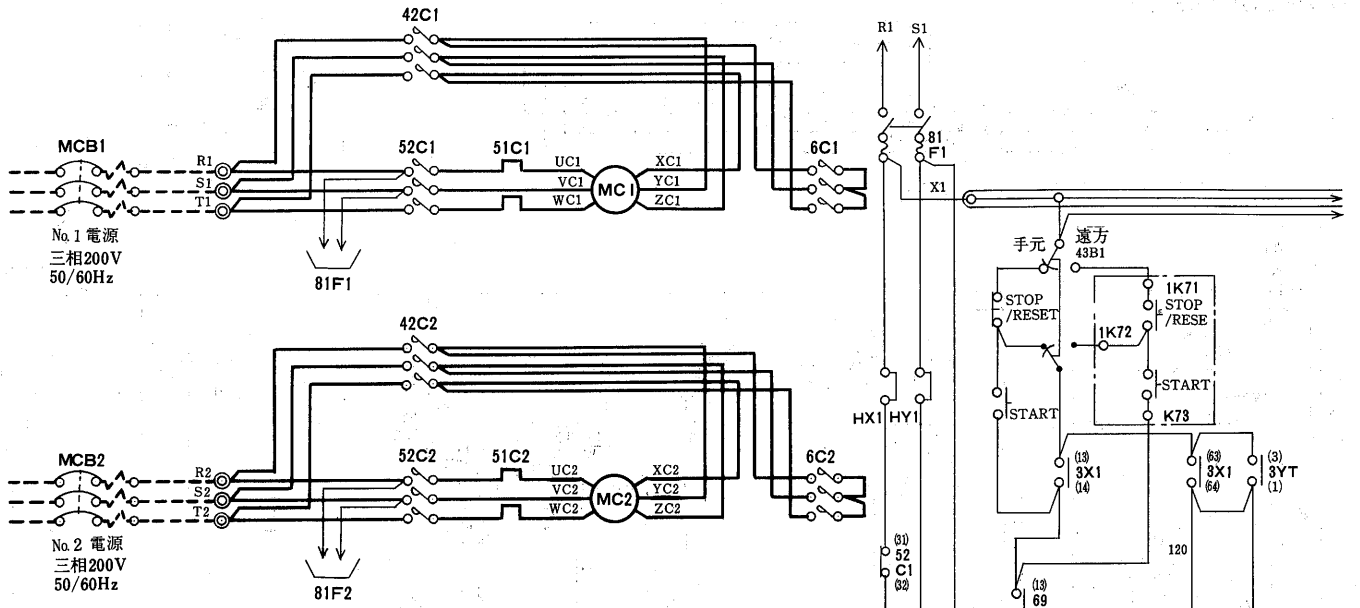 42C1
MCB1
R1
S1
T1
52C1
51C1
UC1
VC1
WC1
MC1
XC1
YC1
ZC1
6C1
No.1 電源
三相200V
50/60Hz
81F1
42C2
MCB2
R2
S2
T2
52C2
51C2
UC2
VC2
WC2
MC2
XC2
YC2
ZC2
6C2
No.2 電源
三相200V
50/60Hz
81F2
R1
S1
81
F1
X1
手元
遠方
43B1
STOP
/RESET
1K71
STOP
/RESE
1K72
START
START
K73
HX1
HY1
(13)
3X1
(14)
(63)
3X1
(64)
(3)
3YT
(1)
120
(31)
52
C1
(32)
(13)
69